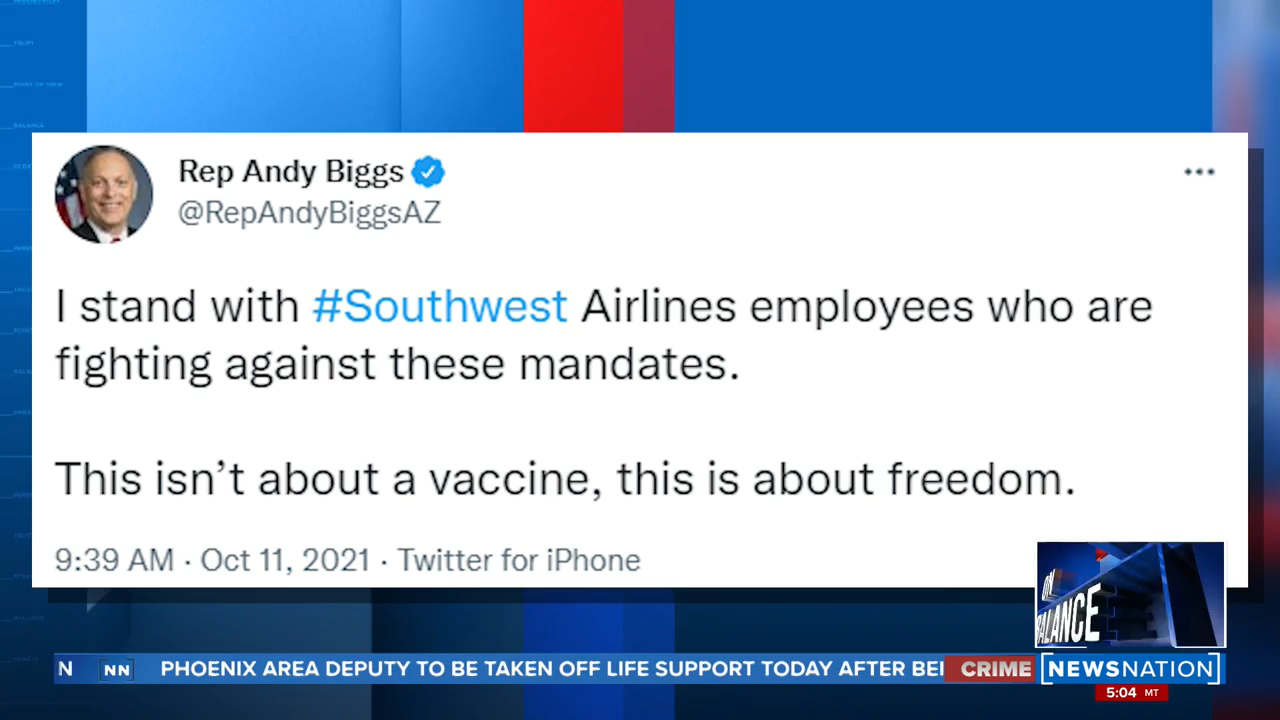 Rep Andy Biggs
@RepAndyBiggsAZ
I stand with #Southwest Airlines employees who are
fighting against these mandates.
This isn’t about a vaccine, this is about freedom.
9:39 AM · Oct 11, 2021 · Twitter for iPhone
BALANCE
N NN PHOENIX AREA DEPUTY TO BE TAKEN OFF LIFE SUPPORT TODAY AFTER BEI CRIME NEWSNATION
5:04 MT